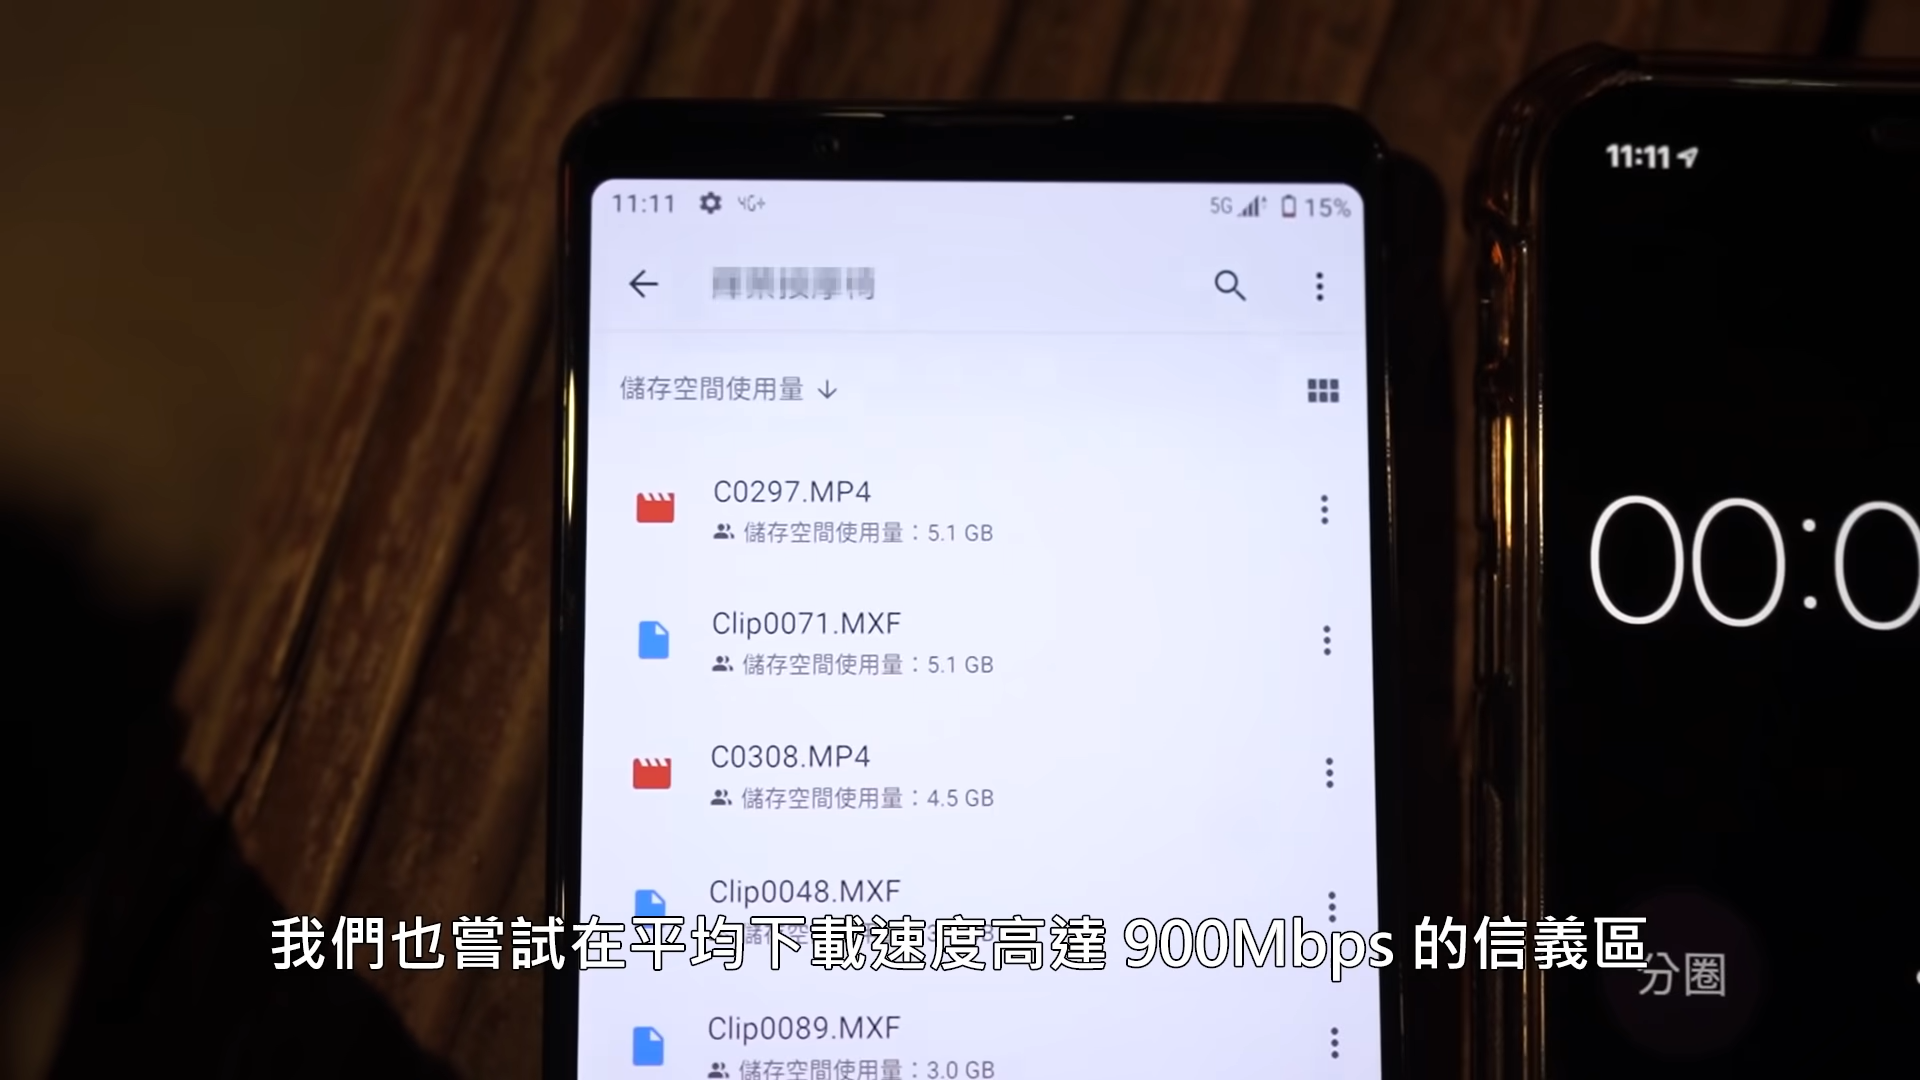 11:11 4G+ 5G 15%
儲存空間使用量 ↓
C0297.MP4
儲存空間使用量：5.1 GB
Clip0071.MXF
儲存空間使用量：5.1 GB
C0308.MP4
儲存空間使用量：4.5 GB
Clip0048.MXF
Clip0089.MXF
儲存空間使用量：3.0 GB
11:11
00:0
分圈
我們也嘗試在平均下載速度高達 900Mbps 的信義區